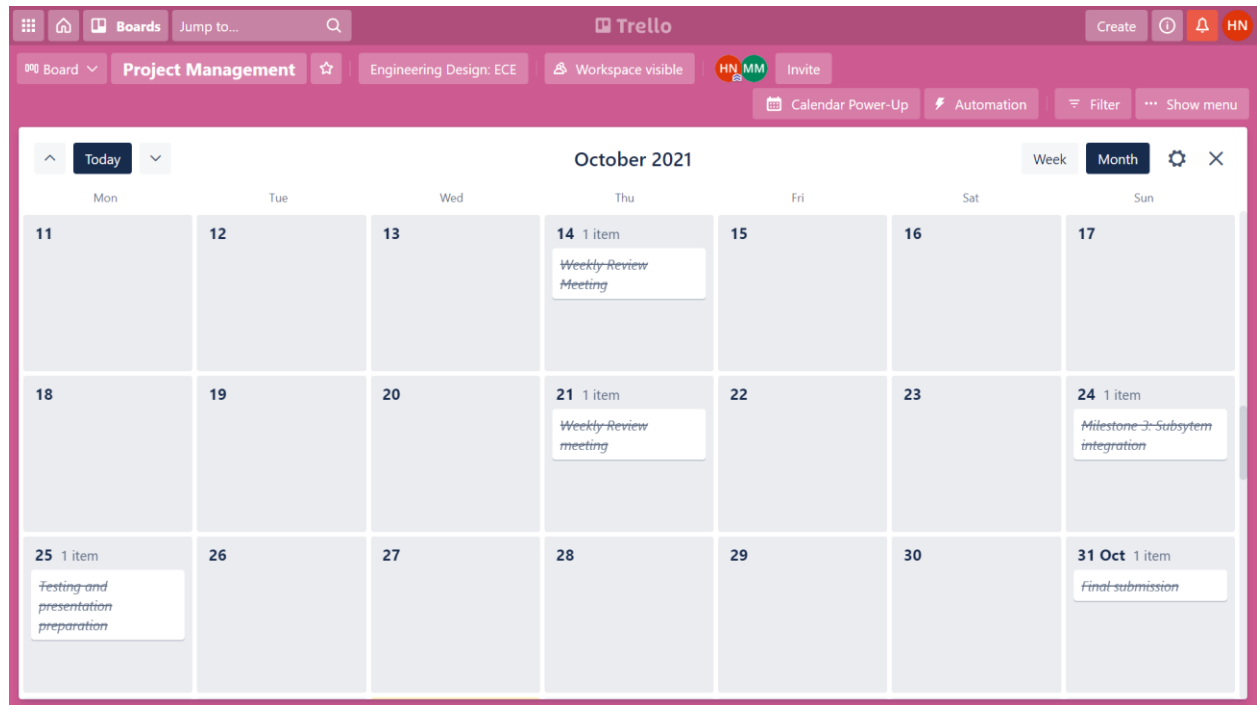 Boards Jump to... Trello Create HN
Board Project Management Engineering Design: ECE Workspace visible HN MM Invite
Calendar Power-Up Automation Filter ··· Show menu
Today October 2021 Week Month
Mon Tue Wed Thu Fri Sat Sun
11 12 13 14 1 item 15 16 17
Weekly Review
Meeting
18 19 20 21 1 item 22 23 24 1 item
Weekly Review
meeting
Milestone 3: Subsytem
integration
25 1 item 26 27 28 29 30 31 Oct 1 item
Testing and
presentation
preparation
Final submission